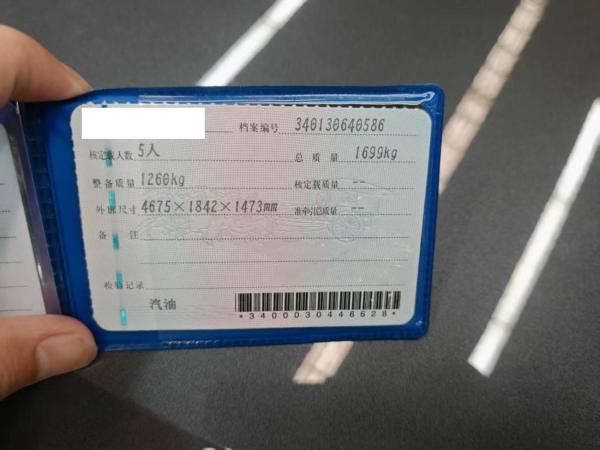 档案编号 340130640586
核定载人数 5人 总质量 1699kg
整备质量 1260kg 核定载质量 --
外廓尺寸 4675×1842×1473mm 准牵引总质量 --
备注
检验记录
汽油
*3400030446628*